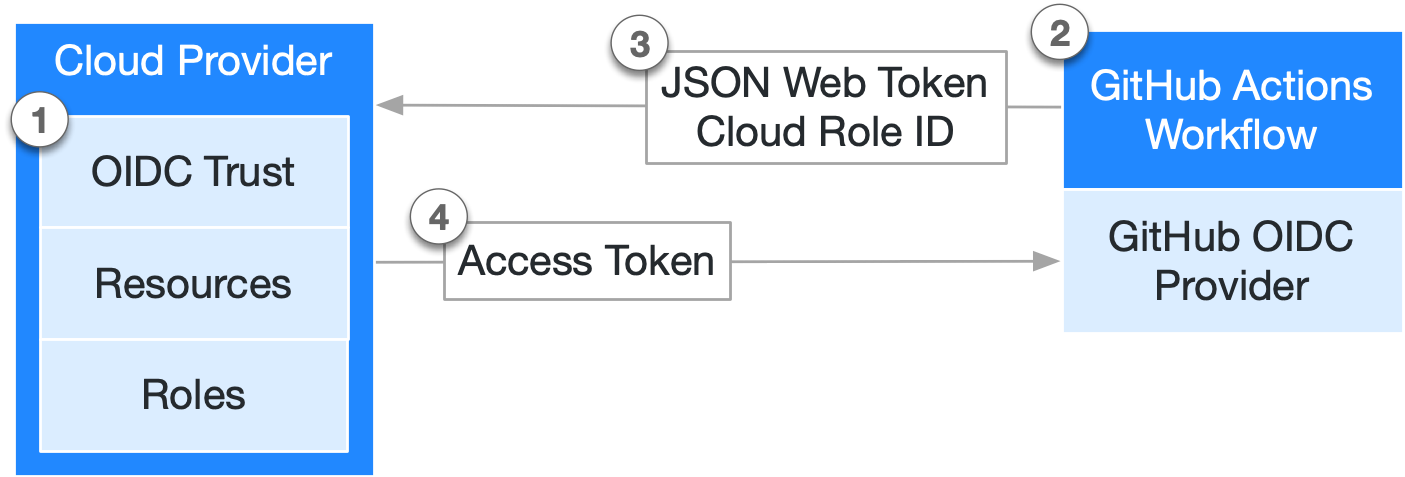 Cloud Provider
1
OIDC Trust
Resources
Roles
3
JSON Web Token
Cloud Role ID
4
Access Token
2
GitHub Actions
Workflow
GitHub OIDC
Provider